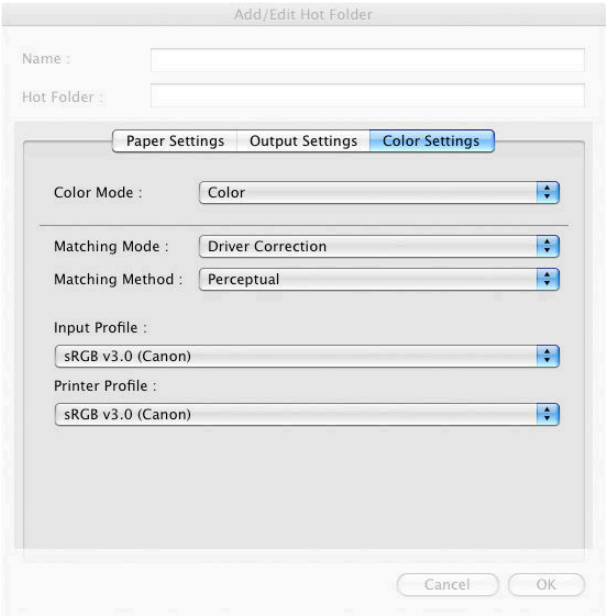 Add/Edit Hot Folder
Name :
Hot Folder :
Paper Settings Output Settings Color Settings
Color Mode : Color
Matching Mode : Driver Correction
Matching Method : Perceptual
Input Profile :
sRGB v3.0 (Canon)
Printer Profile :
sRGB v3.0 (Canon)
Cancel OK